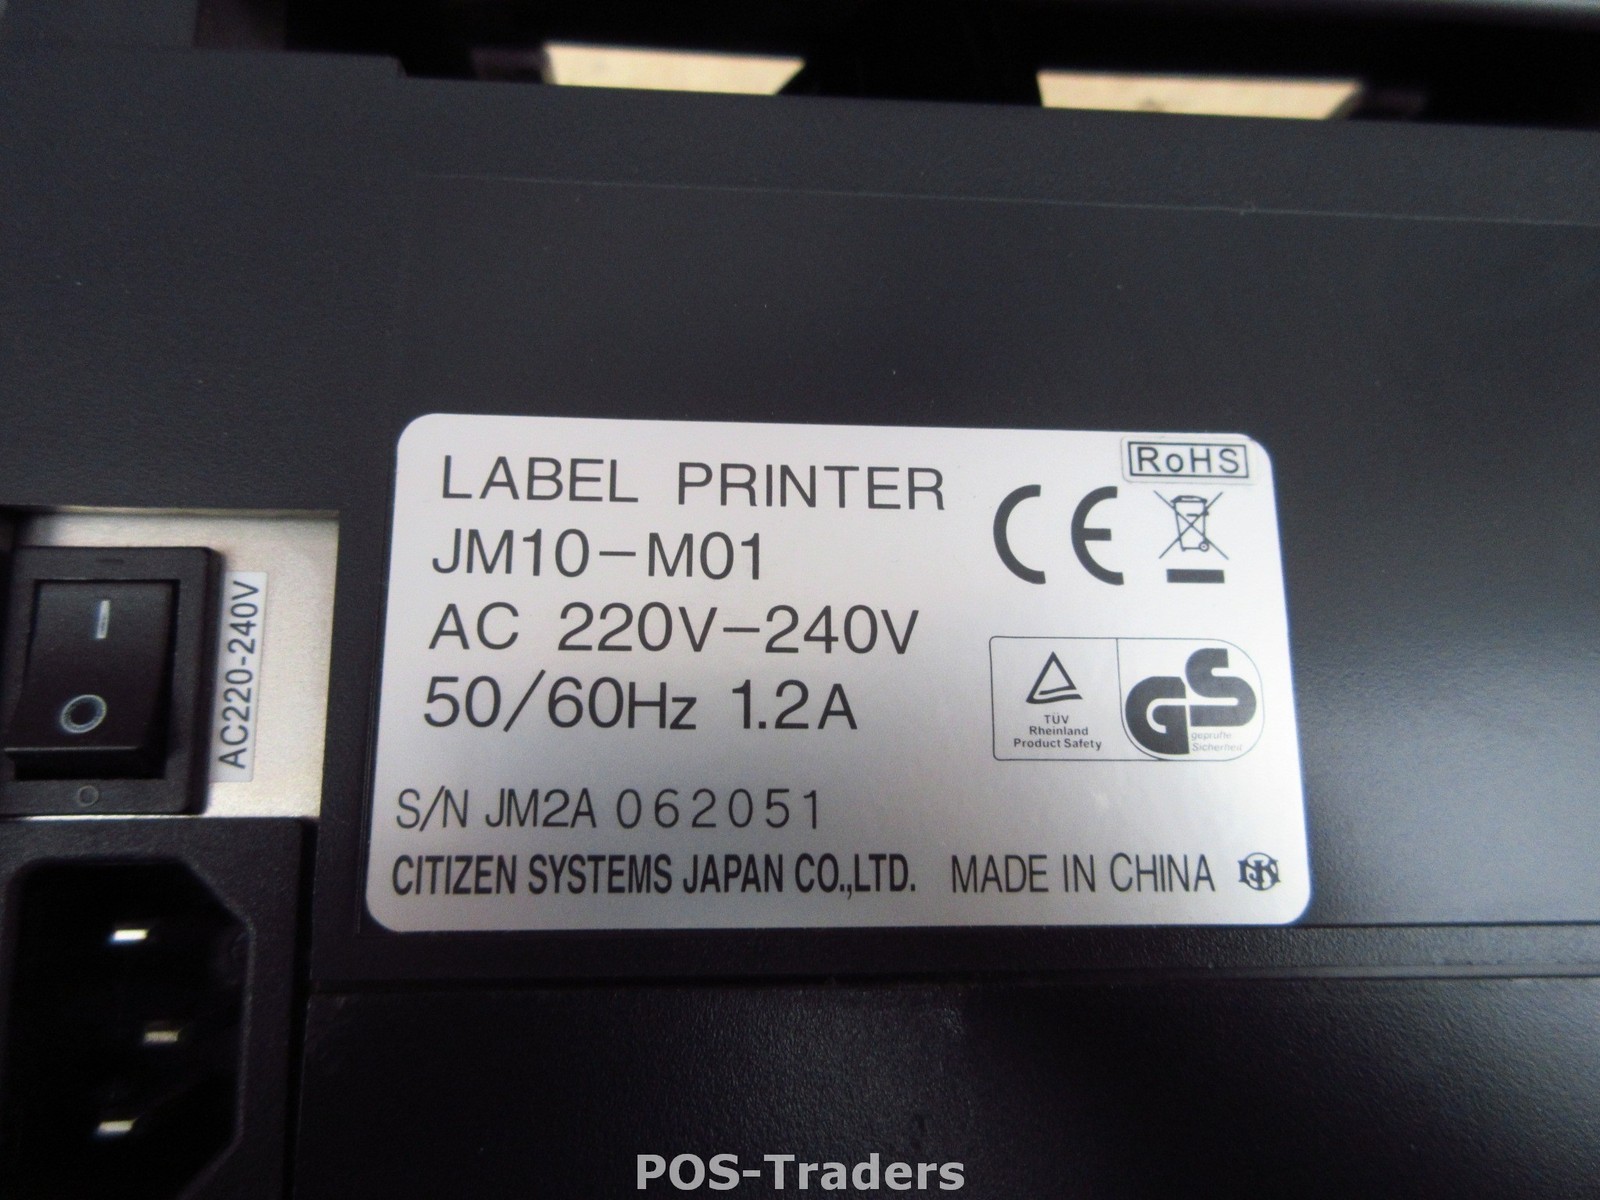 LABEL PRINTER
RoHS
JM10-M01
CE
AC 220V-240V
50/60Hz 1.2A
TÜV
Rheinland
Product Safety
GS
geprüfte
Sicherheit
S/N JM2A 062051
CITIZEN SYSTEMS JAPAN CO.,LTD. MADE IN CHINA
AC220-240V
POS-Traders